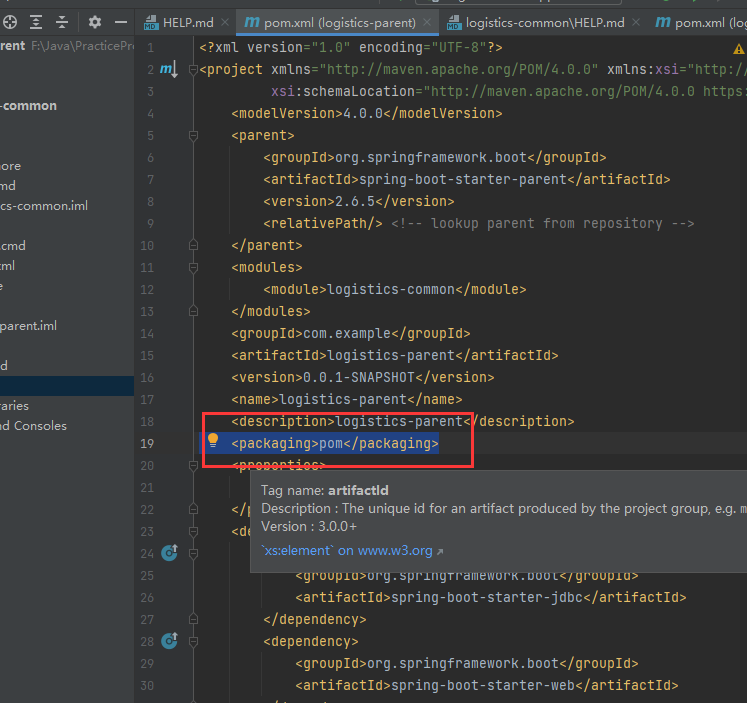 HELP.md
pom.xml (logistics-parent)
logistics-common\HELP.md
pom.xml (log
rent F:\Java\PracticePro
-common
ore
md
cs-common.iml
.cmd
ml
e
parent.iml
d
raries
nd Consoles
1 <?xml version="1.0" encoding="UTF-8"?>
2 <project xmlns="http://maven.apache.org/POM/4.0.0" xmlns:xsi="http:/
3 xsi:schemaLocation="http://maven.apache.org/POM/4.0.0 https:
4 <modelVersion>4.0.0</modelVersion>
5 <parent>
6 <groupId>org.springframework.boot</groupId>
7 <artifactId>spring-boot-starter-parent</artifactId>
8 <version>2.6.5</version>
9 <relativePath/> <!-- lookup parent from repository -->
10 </parent>
11 <modules>
12 <module>logistics-common</module>
13 </modules>
14 <groupId>com.example</groupId>
15 <artifactId>logistics-parent</artifactId>
16 <version>0.0.1-SNAPSHOT</version>
17 <name>logistics-parent</name>
18 <description>logistics-parent</description>
19 <packaging>pom</packaging>
20 <properties>
21
22 </p
23 <de
24
Tag name: artifactId
Description : The unique id for an artifact produced by the project group, e.g. m
Version : 3.0.0+
`xs:element` on www.w3.org
25 <groupId>org.springframework.boot</groupId>
26 <artifactId>spring-boot-starter-jdbc</artifactId>
27 </dependency>
28 <dependency>
29 <groupId>org.springframework.boot</groupId>
30 <artifactId>spring-boot-starter-web</artifactId>